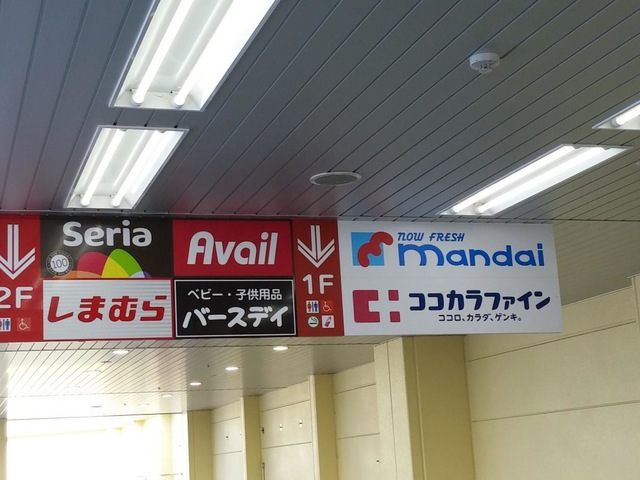 2F
Seria
100
しまむら
Avail
ベビー・子供用品
バースデイ
1F
NOW FRESH
mandai
ココカラファイン
ココロ、カラダ、ゲンキ。